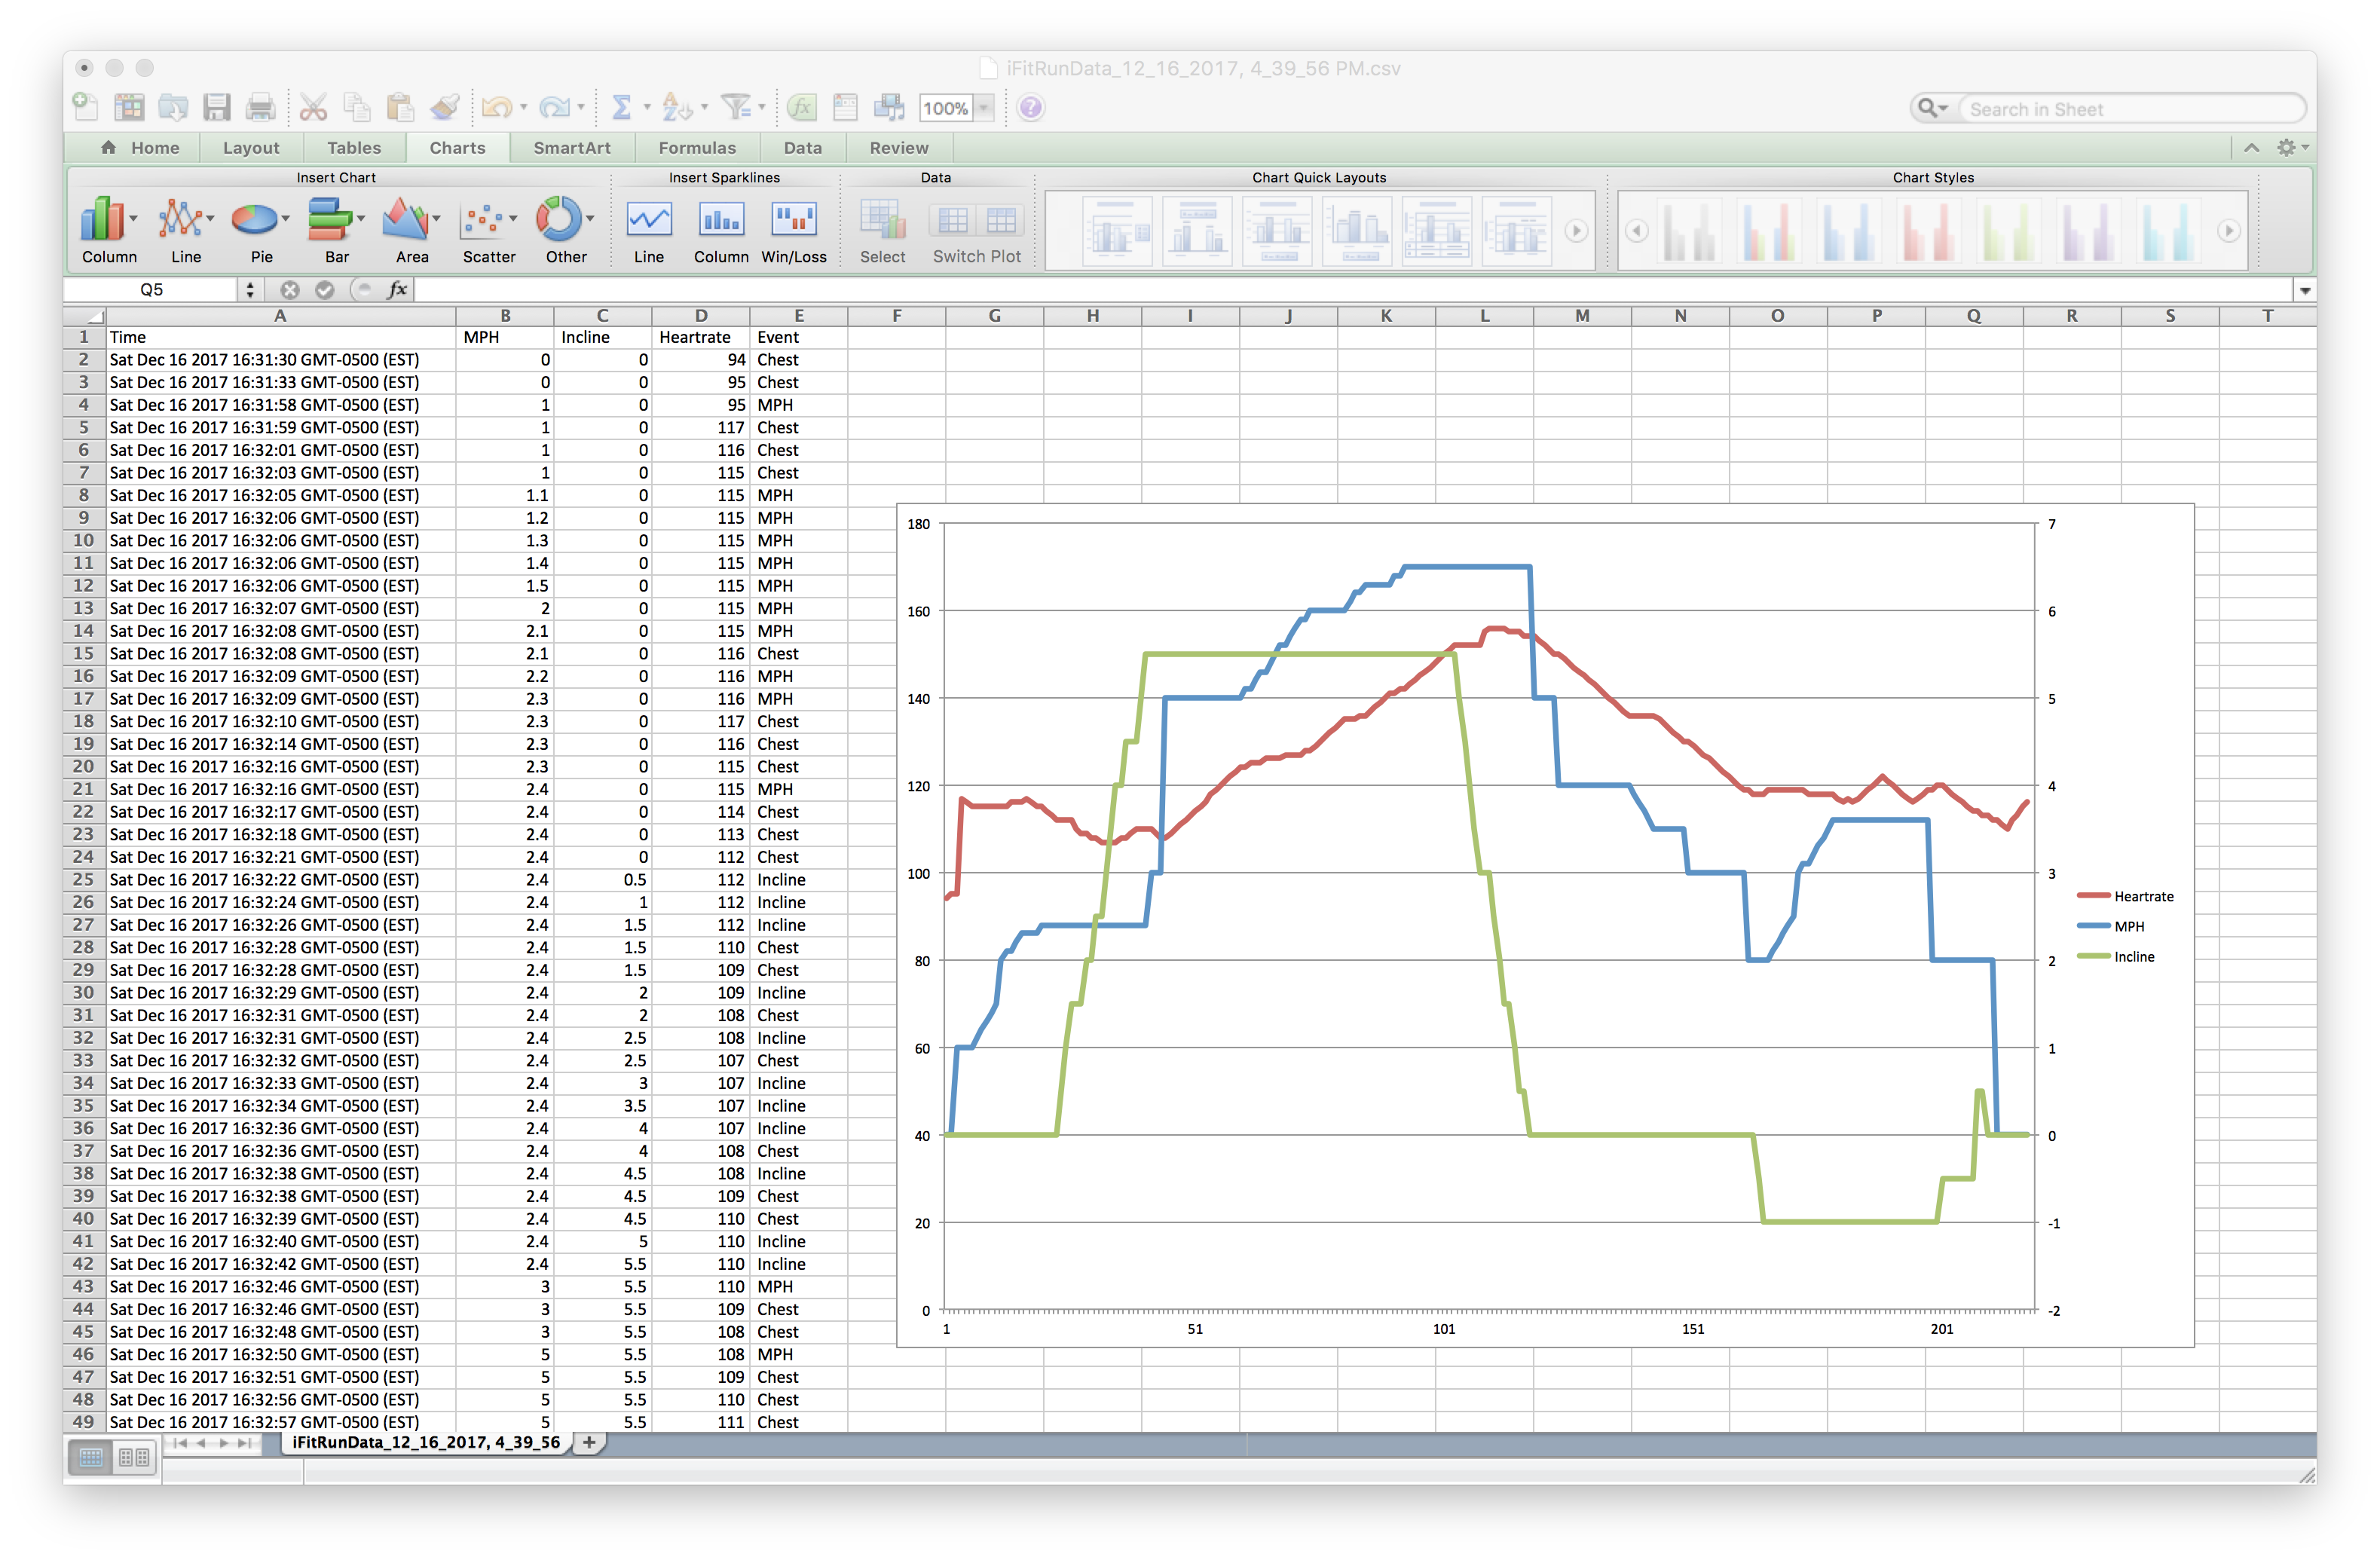 iFitRunData_12_16_2017, 4_39_56 PM.csv
100%
Search in Sheet
Home Layout Tables Charts SmartArt Formulas Data Review
Insert Chart Insert Sparklines Data Chart Quick Layouts Chart Styles
Column Line Pie Bar Area Scatter Other Line Column Win/Loss Select Switch Plot
Q5 fx
A B C D E F G H I J K L M N O P Q R S T
1 Time MPH Incline Heartrate Event
2 Sat Dec 16 2017 16:31:30 GMT-0500 (EST) 0 0 94 Chest
3 Sat Dec 16 2017 16:31:33 GMT-0500 (EST) 0 0 95 Chest
4 Sat Dec 16 2017 16:31:58 GMT-0500 (EST) 1 0 95 MPH
5 Sat Dec 16 2017 16:31:59 GMT-0500 (EST) 1 0 117 Chest
6 Sat Dec 16 2017 16:32:01 GMT-0500 (EST) 1 0 116 Chest
7 Sat Dec 16 2017 16:32:03 GMT-0500 (EST) 1 0 115 Chest
8 Sat Dec 16 2017 16:32:05 GMT-0500 (EST) 1.1 0 115 MPH
9 Sat Dec 16 2017 16:32:06 GMT-0500 (EST) 1.2 0 115 MPH
10 Sat Dec 16 2017 16:32:06 GMT-0500 (EST) 1.3 0 115 MPH
11 Sat Dec 16 2017 16:32:06 GMT-0500 (EST) 1.4 0 115 MPH
12 Sat Dec 16 2017 16:32:06 GMT-0500 (EST) 1.5 0 115 MPH
13 Sat Dec 16 2017 16:32:07 GMT-0500 (EST) 2 0 115 MPH
14 Sat Dec 16 2017 16:32:08 GMT-0500 (EST) 2.1 0 115 MPH
15 Sat Dec 16 2017 16:32:08 GMT-0500 (EST) 2.1 0 116 Chest
16 Sat Dec 16 2017 16:32:09 GMT-0500 (EST) 2.2 0 116 MPH
17 Sat Dec 16 2017 16:32:09 GMT-0500 (EST) 2.3 0 116 MPH
18 Sat Dec 16 2017 16:32:10 GMT-0500 (EST) 2.3 0 117 Chest
19 Sat Dec 16 2017 16:32:14 GMT-0500 (EST) 2.3 0 116 Chest
20 Sat Dec 16 2017 16:32:16 GMT-0500 (EST) 2.3 0 115 Chest
21 Sat Dec 16 2017 16:32:16 GMT-0500 (EST) 2.4 0 115 MPH
22 Sat Dec 16 2017 16:32:17 GMT-0500 (EST) 2.4 0 114 Chest
23 Sat Dec 16 2017 16:32:18 GMT-0500 (EST) 2.4 0 113 Chest
24 Sat Dec 16 2017 16:32:21 GMT-0500 (EST) 2.4 0 112 Chest
25 Sat Dec 16 2017 16:32:22 GMT-0500 (EST) 2.4 0.5 112 Incline
26 Sat Dec 16 2017 16:32:24 GMT-0500 (EST) 2.4 1 112 Incline
27 Sat Dec 16 2017 16:32:26 GMT-0500 (EST) 2.4 1.5 112 Incline
28 Sat Dec 16 2017 16:32:28 GMT-0500 (EST) 2.4 1.5 110 Chest
29 Sat Dec 16 2017 16:32:28 GMT-0500 (EST) 2.4 1.5 109 Chest
30 Sat Dec 16 2017 16:32:29 GMT-0500 (EST) 2.4 2 109 Incline
31 Sat Dec 16 2017 16:32:31 GMT-0500 (EST) 2.4 2 108 Chest
32 Sat Dec 16 2017 16:32:31 GMT-0500 (EST) 2.4 2.5 108 Incline
33 Sat Dec 16 2017 16:32:32 GMT-0500 (EST) 2.4 2.5 107 Chest
34 Sat Dec 16 2017 16:32:33 GMT-0500 (EST) 2.4 3 107 Incline
35 Sat Dec 16 2017 16:32:34 GMT-0500 (EST) 2.4 3.5 107 Incline
36 Sat Dec 16 2017 16:32:36 GMT-0500 (EST) 2.4 4 107 Incline
37 Sat Dec 16 2017 16:32:36 GMT-0500 (EST) 2.4 4 108 Chest
38 Sat Dec 16 2017 16:32:38 GMT-0500 (EST) 2.4 4.5 108 Incline
39 Sat Dec 16 2017 16:32:38 GMT-0500 (EST) 2.4 4.5 109 Chest
40 Sat Dec 16 2017 16:32:39 GMT-0500 (EST) 2.4 4.5 110 Chest
41 Sat Dec 16 2017 16:32:40 GMT-0500 (EST) 2.4 5 110 Incline
42 Sat Dec 16 2017 16:32:42 GMT-0500 (EST) 2.4 5.5 110 Incline
43 Sat Dec 16 2017 16:32:46 GMT-0500 (EST) 3 5.5 110 MPH
44 Sat Dec 16 2017 16:32:46 GMT-0500 (EST) 3 5.5 109 Chest
45 Sat Dec 16 2017 16:32:48 GMT-0500 (EST) 3 5.5 108 Chest
46 Sat Dec 16 2017 16:32:50 GMT-0500 (EST) 5 5.5 108 MPH
47 Sat Dec 16 2017 16:32:51 GMT-0500 (EST) 5 5.5 109 Chest
48 Sat Dec 16 2017 16:32:56 GMT-0500 (EST) 5 5.5 110 Chest
49 Sat Dec 16 2017 16:32:57 GMT-0500 (EST) 5 5.5 111 Chest
180 7
160 6
140 5
120 4
100 3
80 2
60 1
40 0
20 -1
0 -2
1 51 101 151 201
Heartrate
MPH
Incline
iFitRunData_12_16_2017, 4_39_56